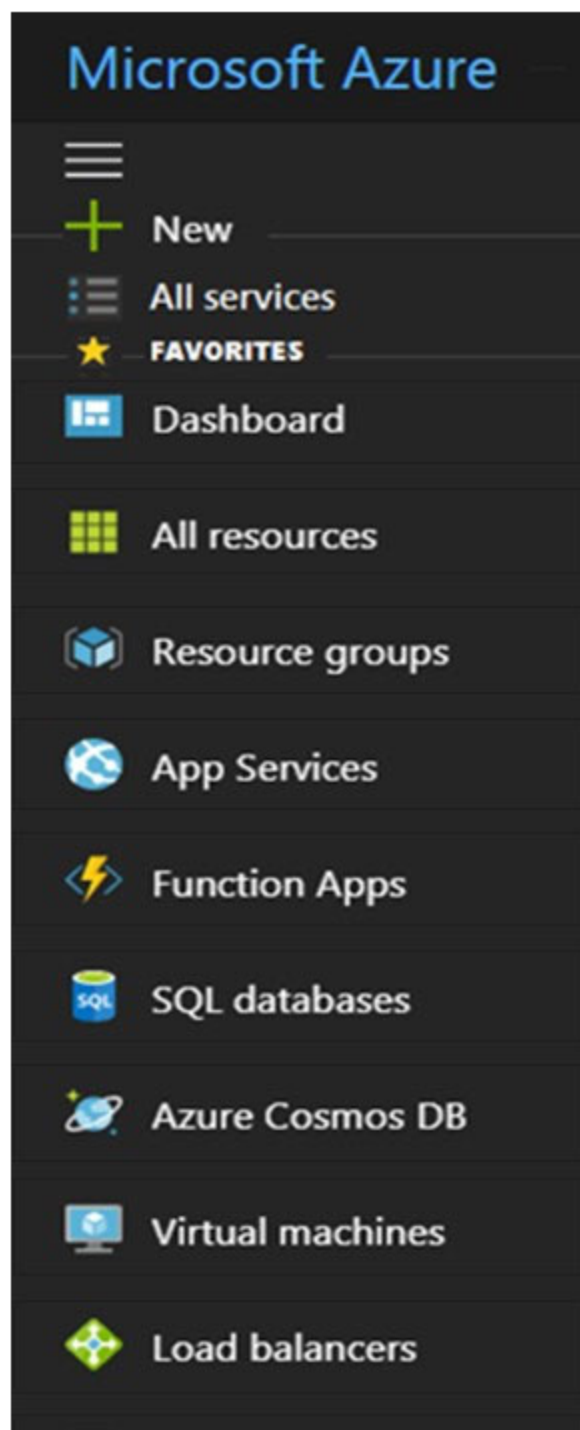 Microsoft Azure
New
All services
FAVORITES
Dashboard
All resources
Resource groups
App Services
Function Apps
SQL
SQL databases
Azure Cosmos DB
Virtual machines
Load balancers